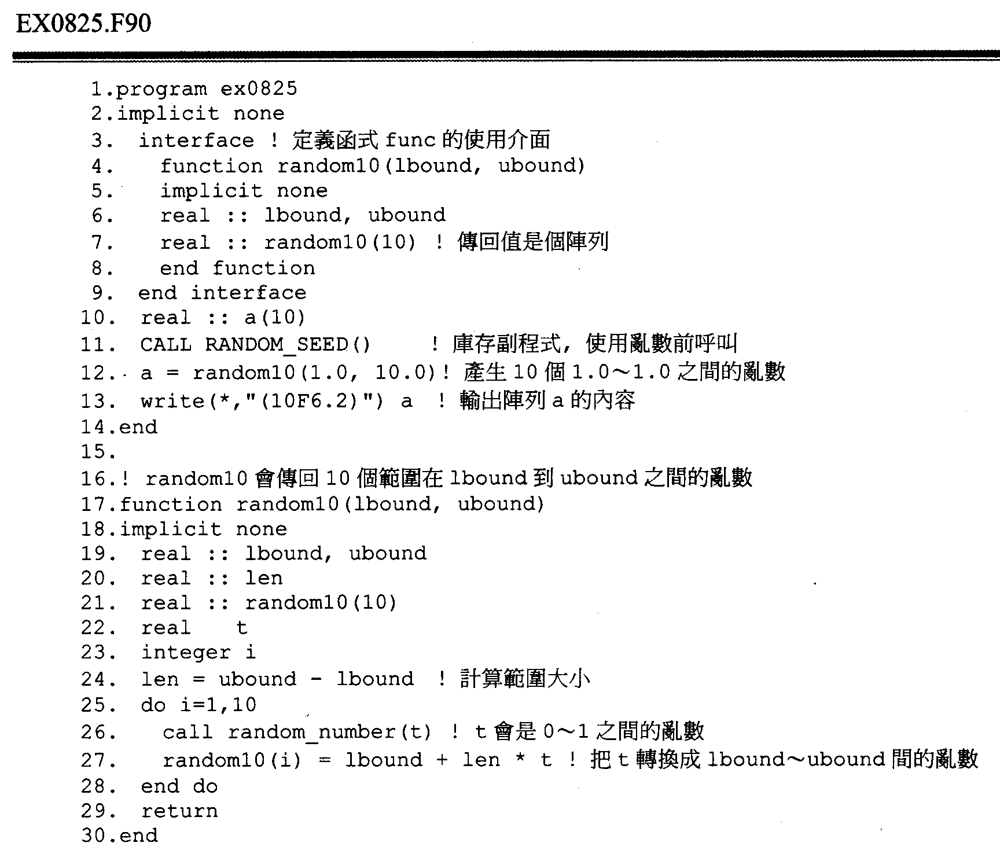 EX0825.F90
1.program ex0825
2.implicit none
3.  interface ! 定義函式 func 的使用介面
4.    function random10(lbound, ubound)
5.    implicit none
6.    real :: lbound, ubound
7.    real :: random10(10) ! 傳回值是個陣列
8.    end function
9.  end interface
10.  real :: a(10)
11.  CALL RANDOM_SEED()     ! 庫存副程式, 使用亂數前呼叫
12.  a = random10(1.0, 10.0)! 產生 10 個 1.0～1.0 之間的亂數
13.  write(*,"(10F6.2)") a  ! 輸出陣列 a 的內容
14.end
15.
16.! random10 會傳回 10 個範圍在 lbound 到 ubound 之間的亂數
17.function random10(lbound, ubound)
18.implicit none
19.  real :: lbound, ubound
20.  real :: len
21.  real :: random10(10)
22.  real    t
23.  integer i
24.  len = ubound - lbound  ! 計算範圍大小
25.  do i=1,10
26.    call random_number(t) ! t 會是 0～1 之間的亂數
27.    random10(i) = lbound + len * t ! 把 t 轉換成 lbound～ubound 間的亂數
28.  end do
29.  return
30.end